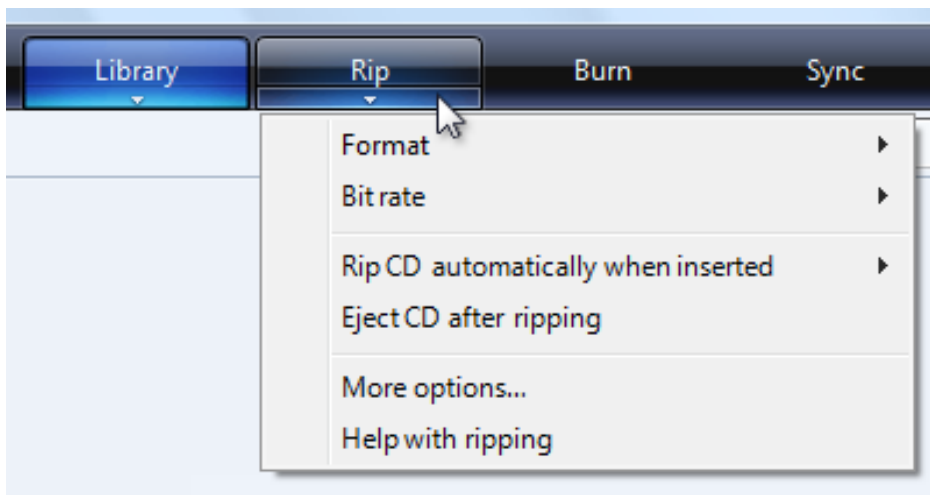 Library Rip Burn Sync
Format
Bit rate
Rip CD automatically when inserted
Eject CD after ripping
More options...
Help with ripping